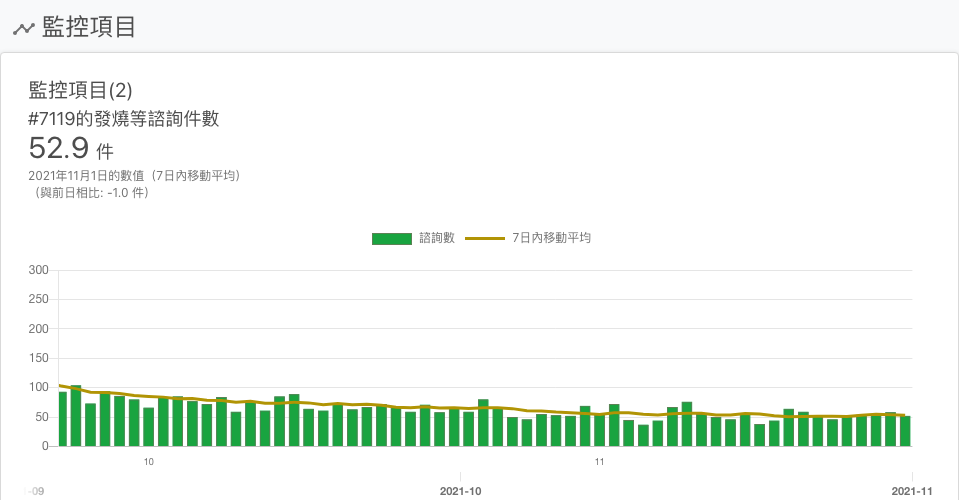 監控項目
監控項目(2)
#7119的發燒等諮詢件數
52.9 件
2021年11月1日的數值（7日內移動平均）
（與前日相比: -1.0 件）
諮詢數 7日內移動平均
300
250
200
150
100
50
0
10 11
-09 2021-10 2021-11